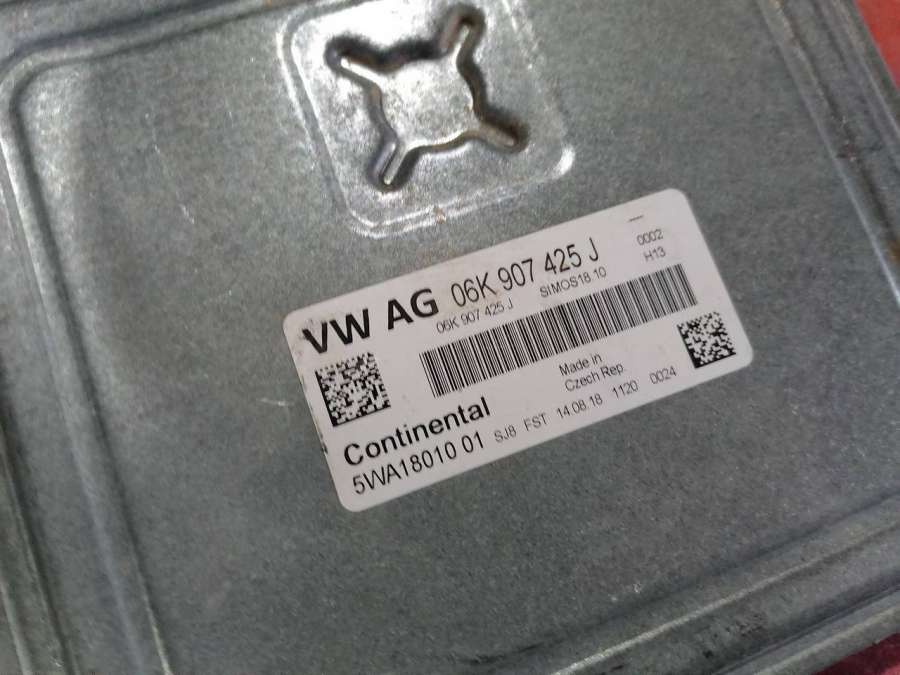 VW AG 06K 907 425 J 0002
06K 907 425 J SIMOS18.10 H13
Made in
Czech Rep.
Continental
5WA18010 01 SJ8 FST 14.08.18 1120 0024